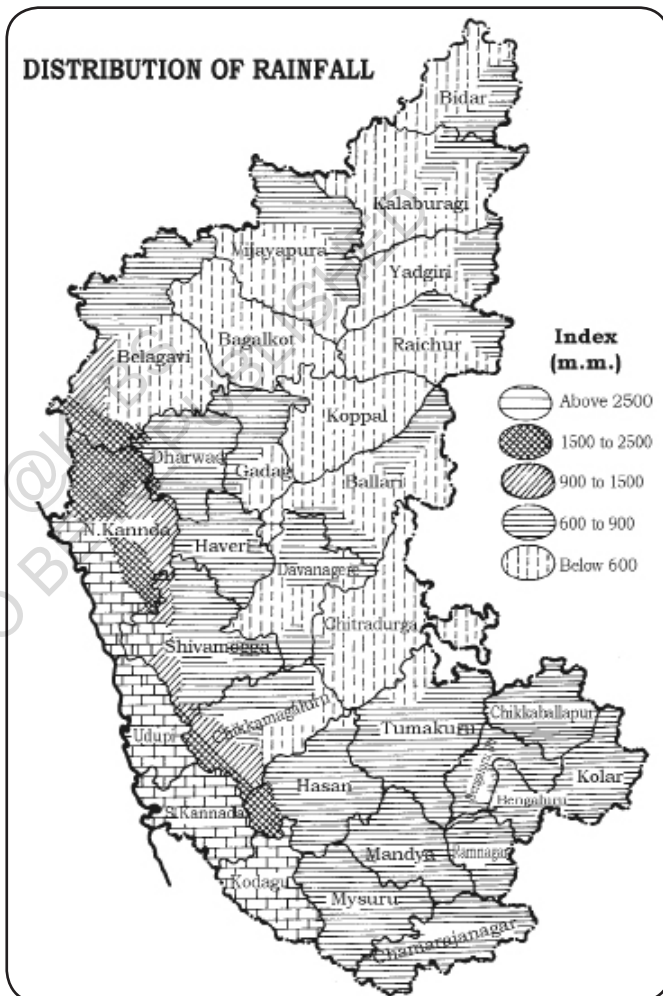 DISTRIBUTION OF RAINFALL
Bidar
Kalaburagi
Vijayapura
Yadgiri
Bagalkot
Raichur
Belagavi
Index
(m.m.)
Above 2500
1500 to 2500
900 to 1500
600 to 900
Below 600
Koppal
Dharwad
Gadag
Ballari
N.Kannda
Haveri
Davanagere
Chitradurga
Shivamogga
Chikkamagaluru
Udupi
Tumakuru
Chikkaballapur
Kolar
Bengaluru
Hasan
S.Kannada
Mandya
Ramnagar
Kodagu
Mysuru
Chamarajanagar